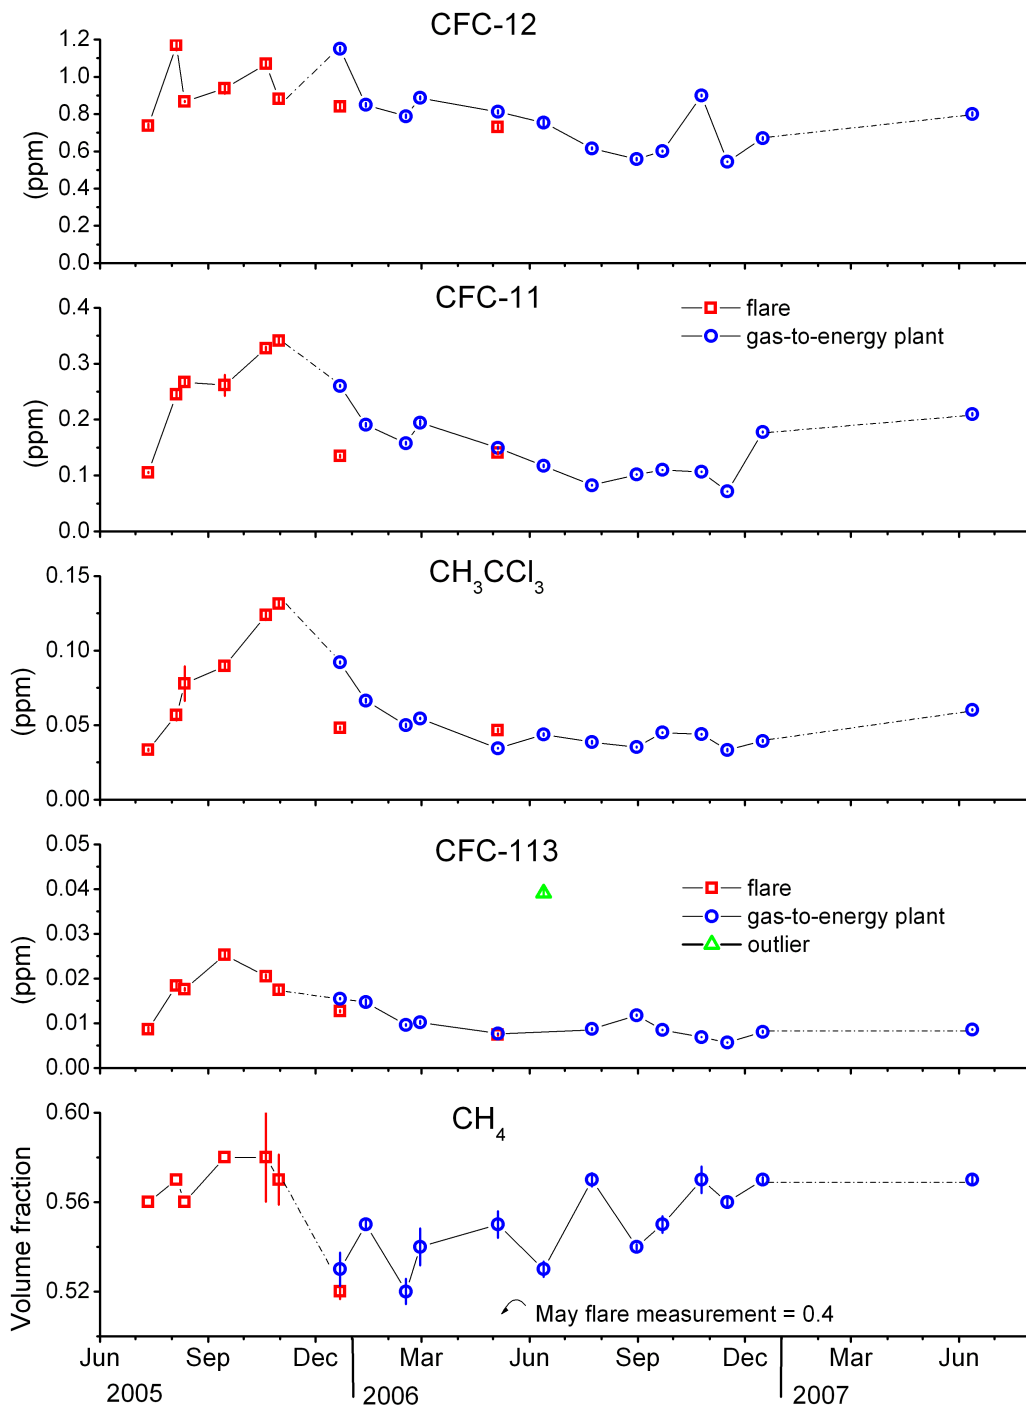 CFC-12
1.2
1.0
0.8
0.6
0.4
0.2
0.0
(ppm)
CFC-11
flare
gas-to-energy plant
0.4
0.3
0.2
0.1
0.0
(ppm)
CH₃CCl₃
0.15
0.10
0.05
0.00
(ppm)
CFC-113
flare
gas-to-energy plant
outlier
0.05
0.04
0.03
0.02
0.01
0.00
(ppm)
CH₄
0.60
0.56
0.52
Volume fraction
May flare measurement = 0.4
Jun Sep Dec Mar Jun Sep Dec Mar Jun
2005 2006 2007